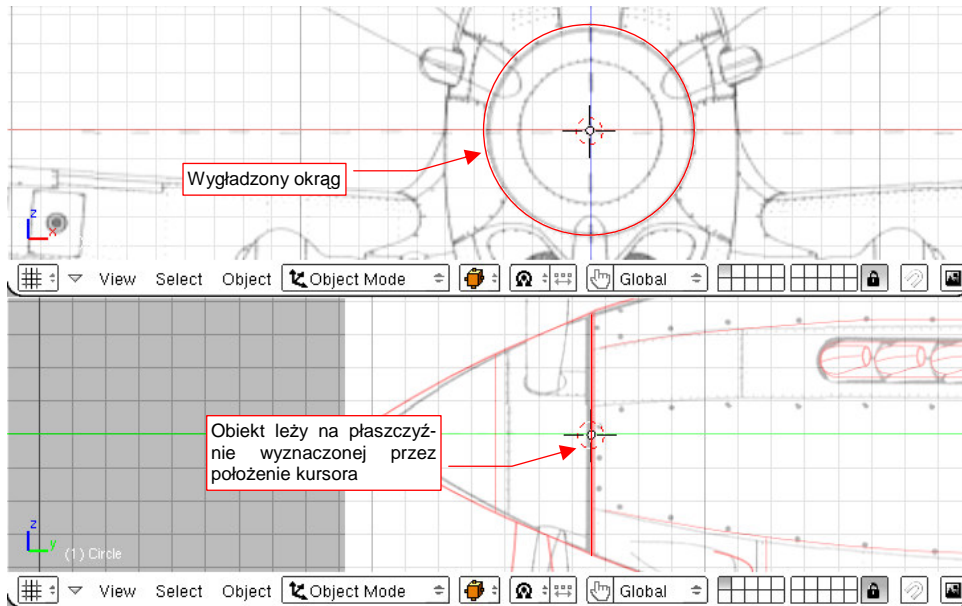 Wygładzony okrąg
z
x
View Select Object Object Mode Global
Obiekt leży na płaszczyź-
nie wyznaczonej przez
położenie kursora
z
y
(1) Circle
View Select Object Object Mode Global